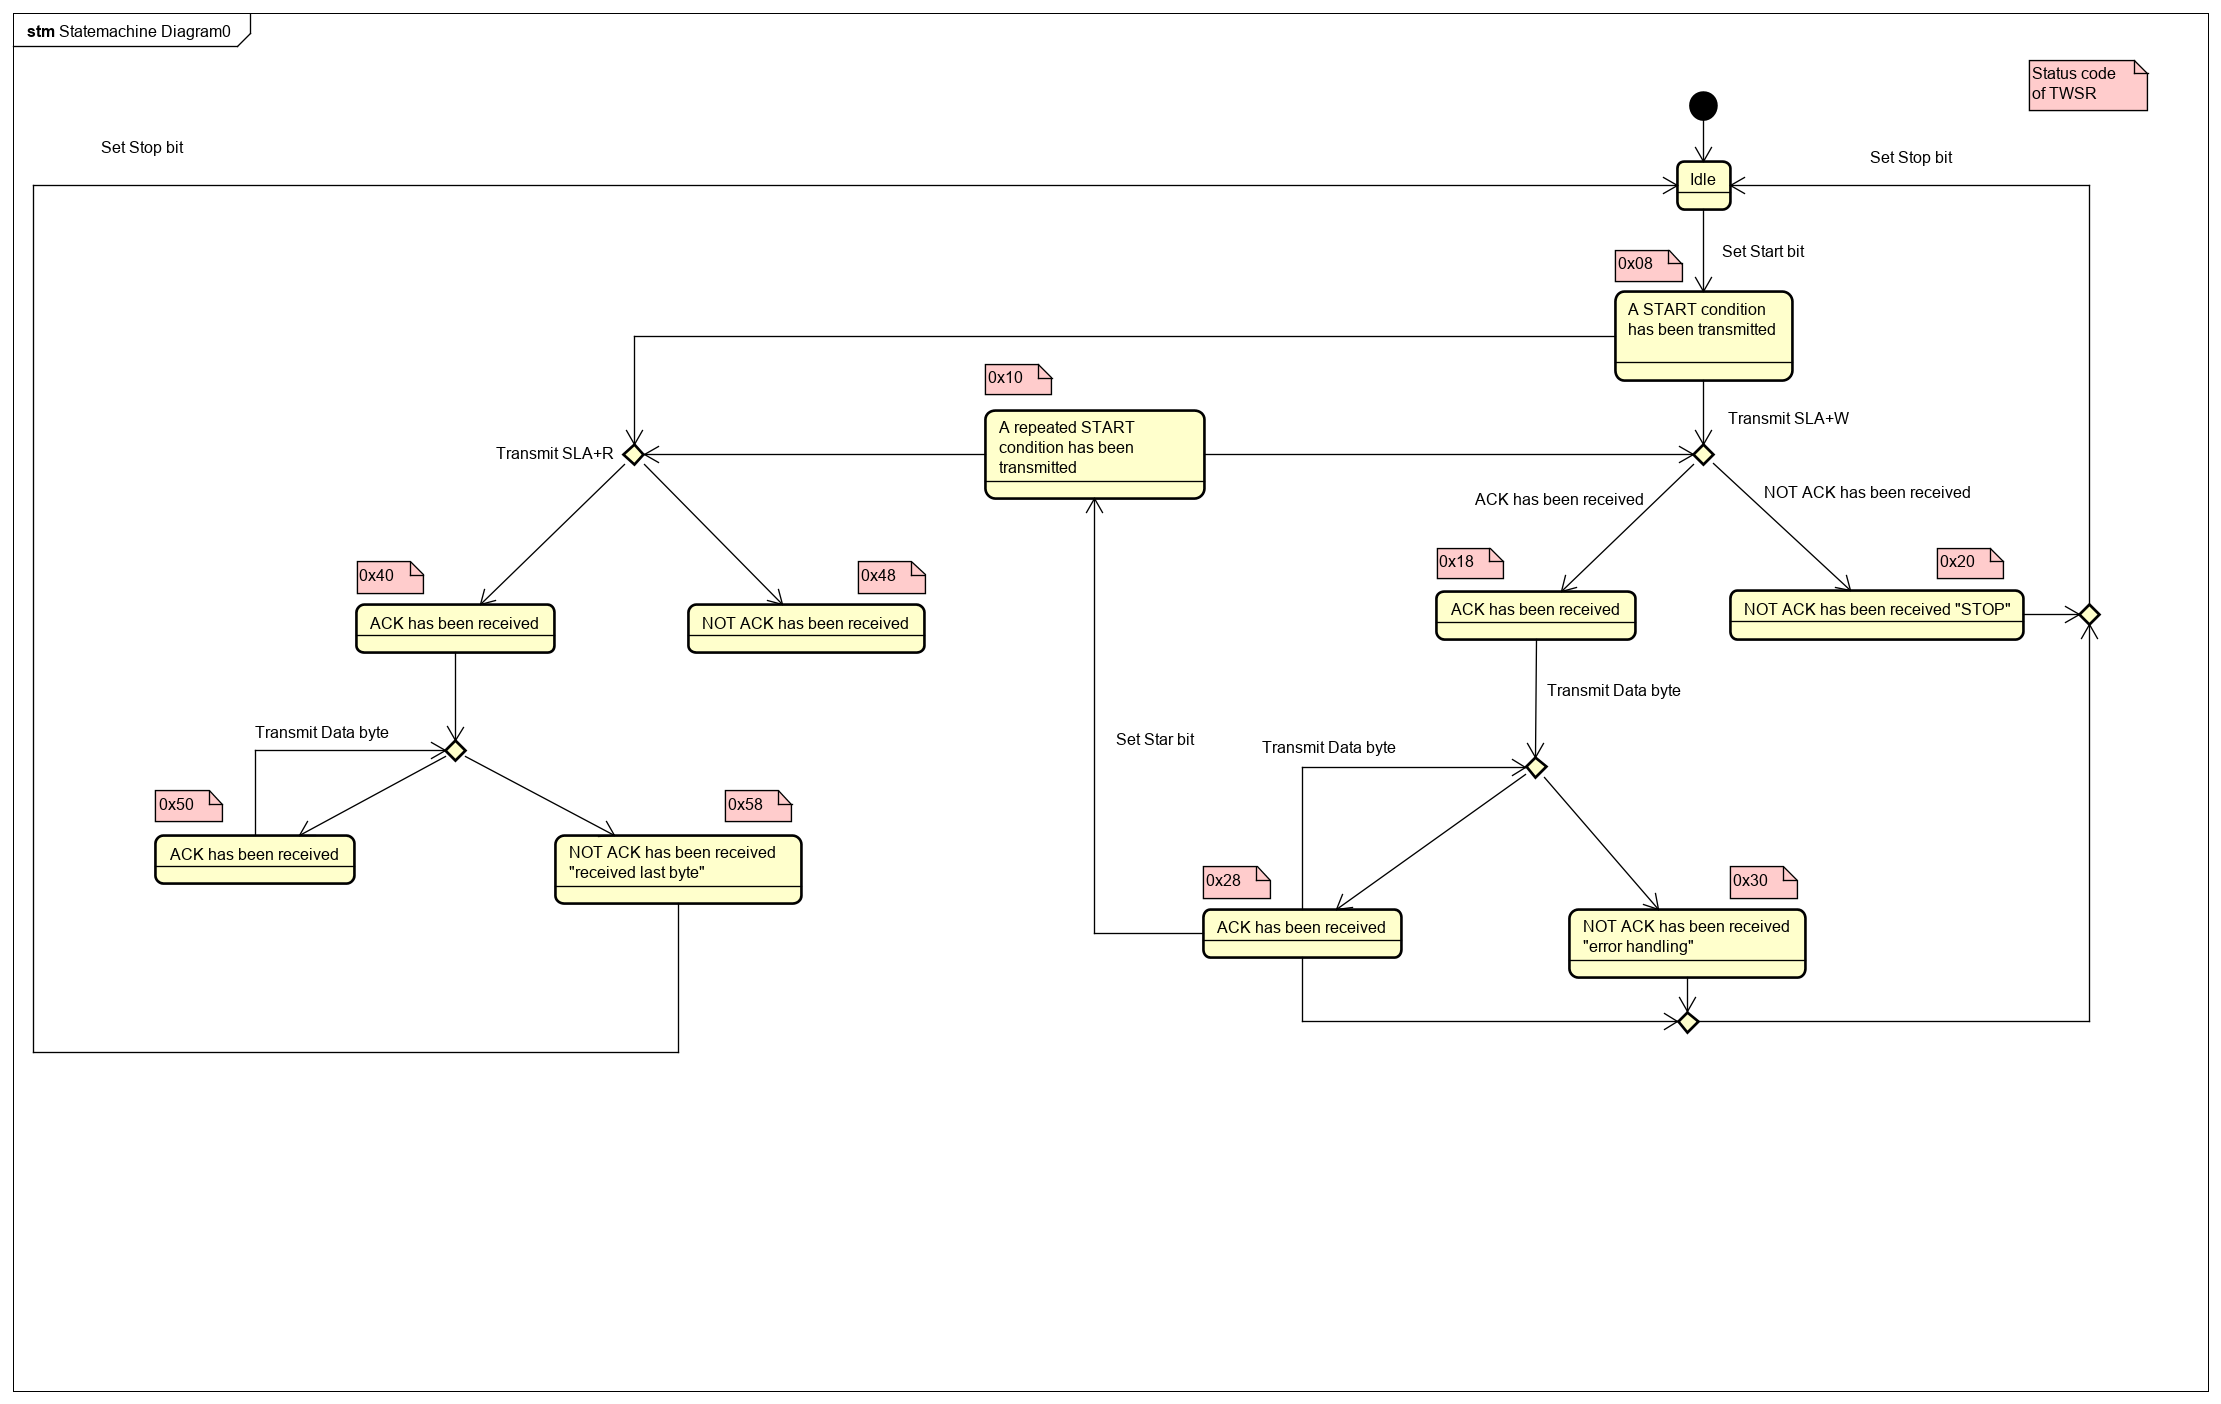 stm Statemachine Diagram0
Status code
of TWSR
Set Stop bit
Set Stop bit
Idle
Set Start bit
0x08
A START condition
has been transmitted
0x10
A repeated START
condition has been
transmitted
Transmit SLA+W
Transmit SLA+R
ACK has been received
NOT ACK has been received
0x40
0x48
0x18
0x20
ACK has been received
NOT ACK has been received
ACK has been received
NOT ACK has been received "STOP"
Transmit Data byte
Transmit Data byte
Set Star bit
Transmit Data byte
0x50
0x58
ACK has been received
NOT ACK has been received
"received last byte"
0x28
0x30
ACK has been received
NOT ACK has been received
"error handling"